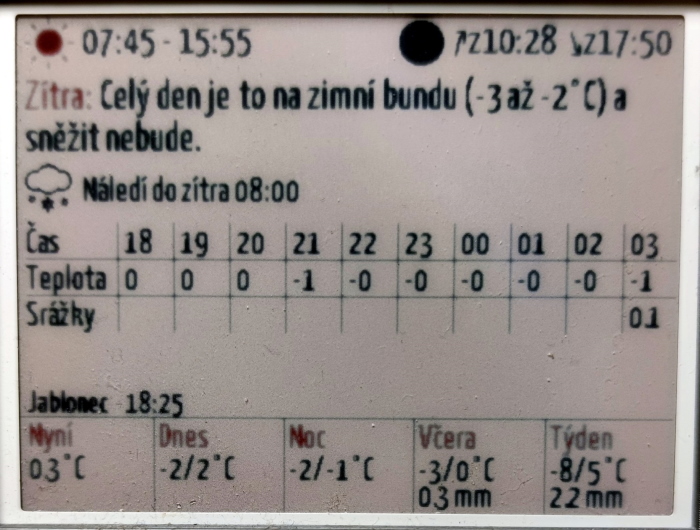 07:45 - 15:55 z10:28 z17:50
Zítra: Celý den je to na zimní bundu (-3 až -2°C) a
sněžit nebude.
Náledí do zítra 08:00
Čas 18 19 20 21 22 23 00 01 02 03
Teplota 0 0 0 -1 -0 -0 -0 -0 -0 -1
Srážky 0.1
Jablonec 18:25
Nyní Dnes Noc Včera Týden
0.3°C -2/2°C -2/-1°C -3/0°C -8/5°C
0.3 mm 2.2 mm